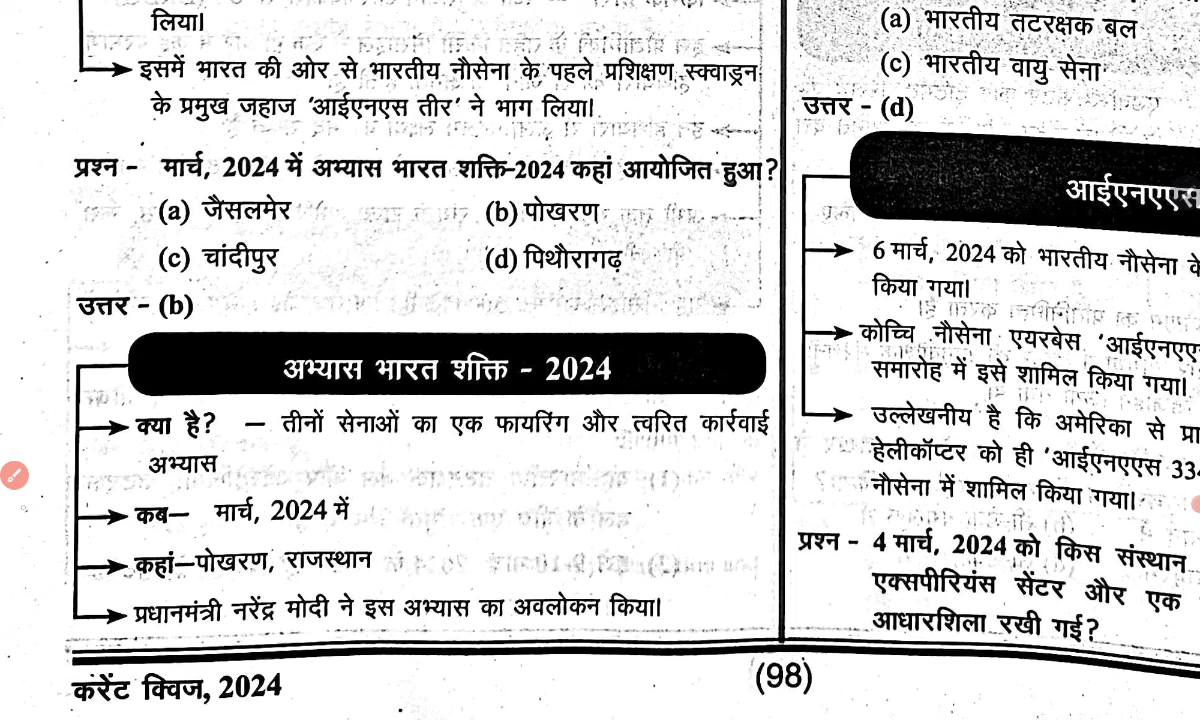 लिया।
इसमें भारत की ओर से भारतीय नौसेना के पहले प्रशिक्षण स्क्वाड्रन
के प्रमुख जहाज 'आईएनएस तीर' ने भाग लिया।
प्रश्न - मार्च, 2024 में अभ्यास भारत शक्ति-2024 कहां आयोजित हुआ?
(a) जैसलमेर (b) पोखरण
(c) चांदीपुर (d) पिथौरागढ़
उत्तर - (b)
अभ्यास भारत शक्ति - 2024
क्या है? – तीनों सेनाओं का एक फायरिंग और त्वरित कार्रवाई
अभ्यास
कब– मार्च, 2024 में
कहां–पोखरण, राजस्थान
प्रधानमंत्री नरेंद्र मोदी ने इस अभ्यास का अवलोकन किया।
(a) भारतीय तटरक्षक बल
(c) भारतीय वायु सेना
उत्तर - (d)
आईएनएएस
6 मार्च, 2024 को भारतीय नौसेना के
किया गया।
कोच्चि नौसेना एयरबेस 'आईएनएए
समारोह में इसे शामिल किया गया।
उल्लेखनीय है कि अमेरिका से प्रा
हेलीकॉप्टर को ही 'आईएनएएस 334
नौसेना में शामिल किया गया।
प्रश्न - 4 मार्च, 2024 को किस संस्थान
एक्सपीरियंस सेंटर और एक
आधारशिला रखी गई?
करेंट क्विज, 2024
(98)